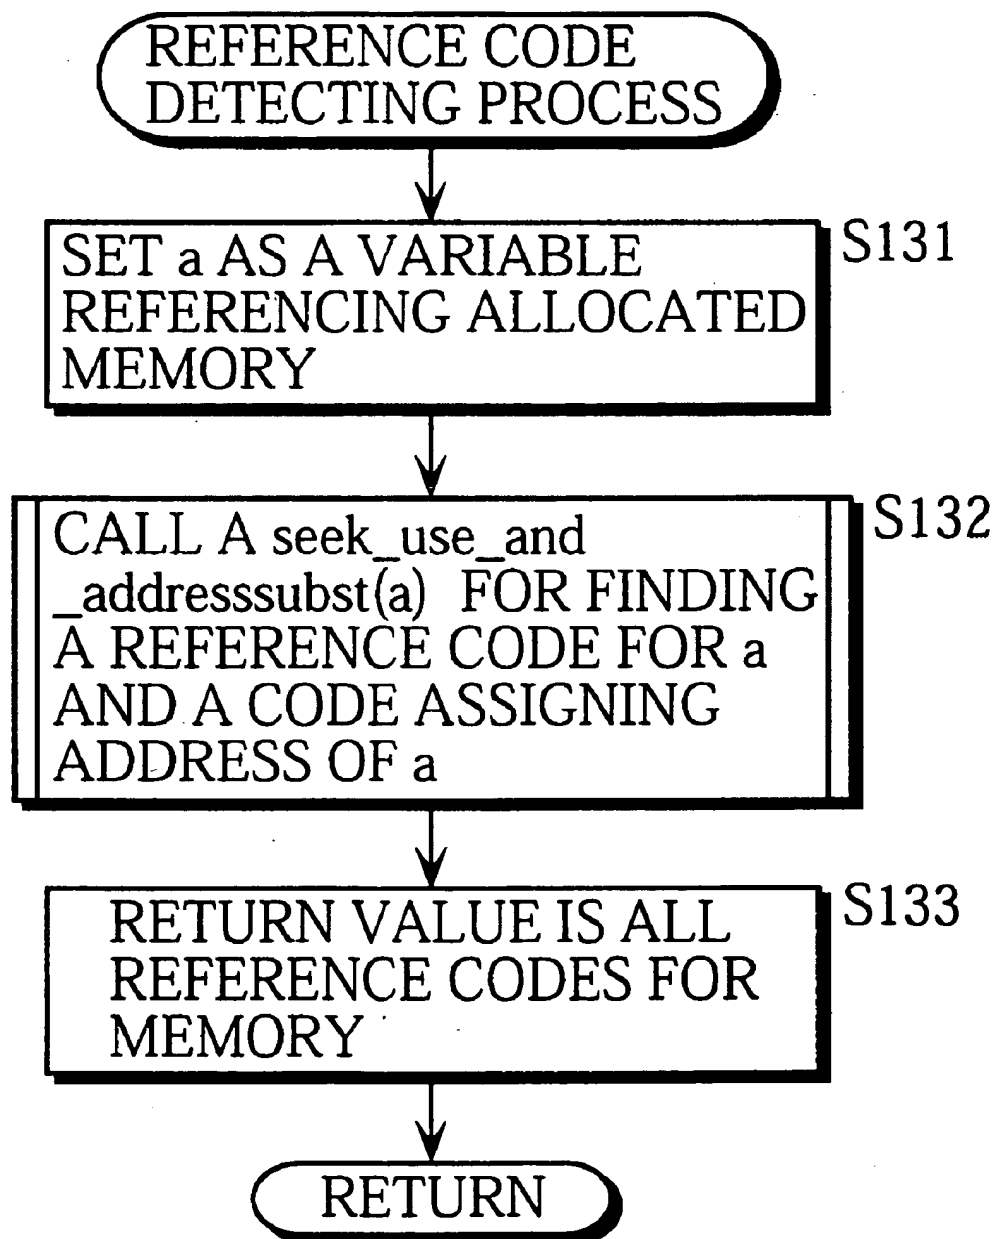 REFERENCE CODE
DETECTING PROCESS
SET a AS A VARIABLE
REFERENCING ALLOCATED
MEMORY
S131
CALL A seek_use_and
_addresssubst(a) FOR FINDING
A REFERENCE CODE FOR a
AND A CODE ASSIGNING
ADDRESS OF a
S132
RETURN VALUE IS ALL
REFERENCE CODES FOR
MEMORY
S133
RETURN